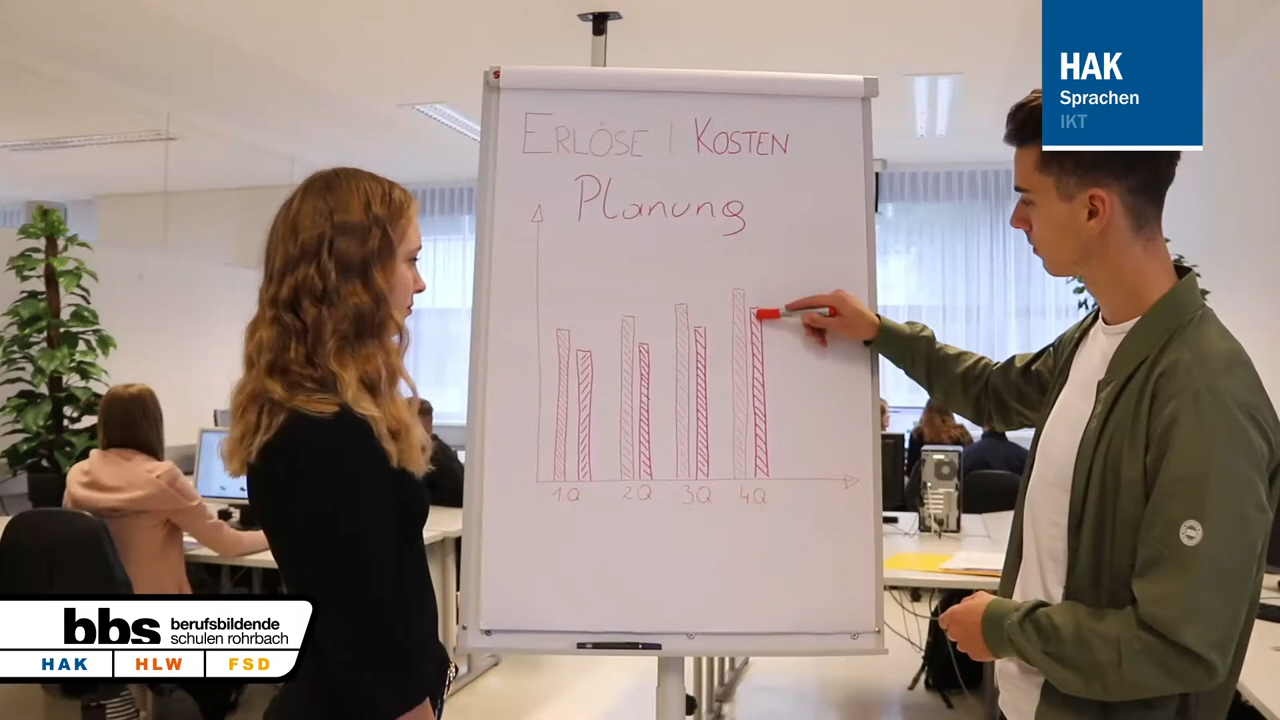 HAK
Sprachen
IKT
ERLÖSE | KOSTEN
Planung
1Q 2Q 3Q 4Q
bbs berufsbildende
schulen rohrbach
HAK HLW FSD